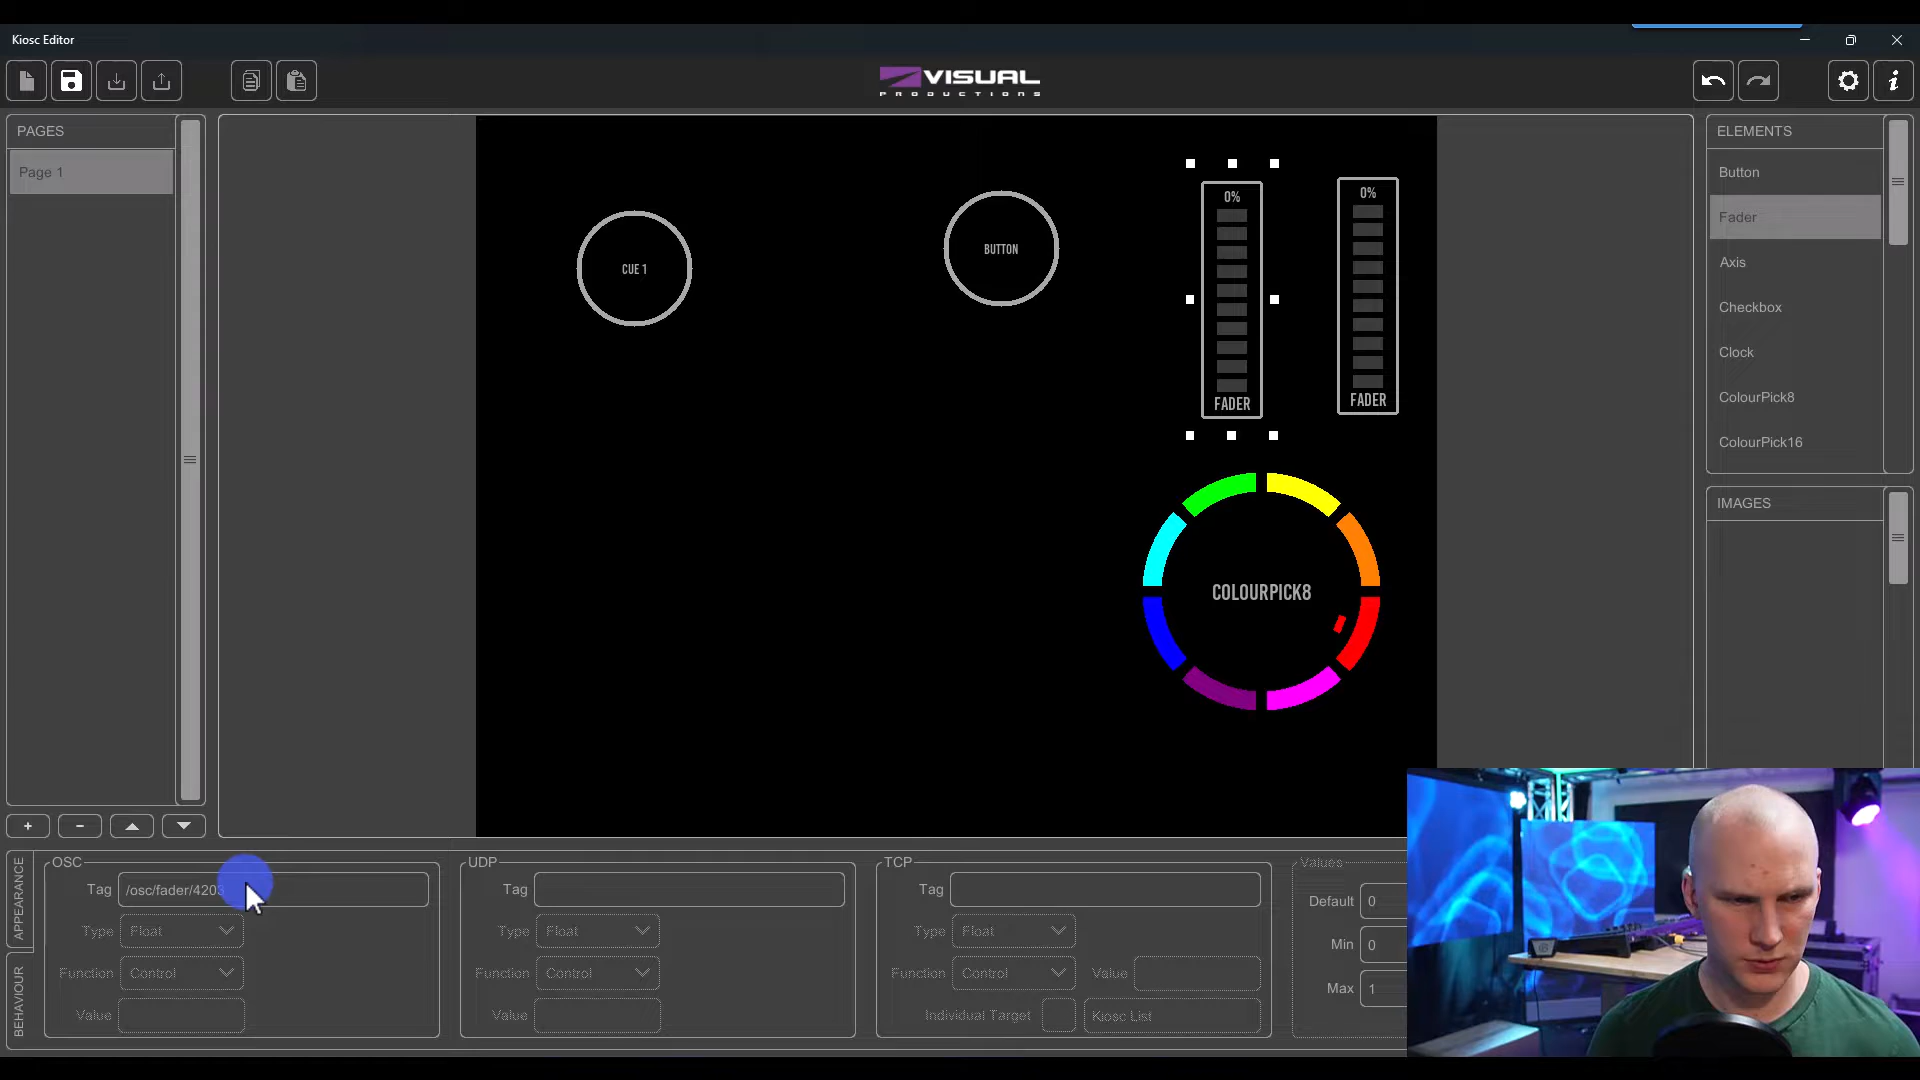 Kiosc Editor
VISUAL
PRODUCTIONS
PAGES
Page 1
CUE 1
BUTTON
0%
FADER
0%
FADER
COLOURPICK8
ELEMENTS
Button
Fader
Axis
Checkbox
Clock
ColourPick8
ColourPick16
IMAGES
+
-
APPEARANCE
BEHAVIOUR
OSC
Tag /osc/fader/4203
Type Float
Function Control
Value
UDP
Tag
Type Float
Function Control
Value
TCP
Tag
Type Float
Function Control Value
Individual Target Kiosc List
Values
Default 0
Min 0
Max 1